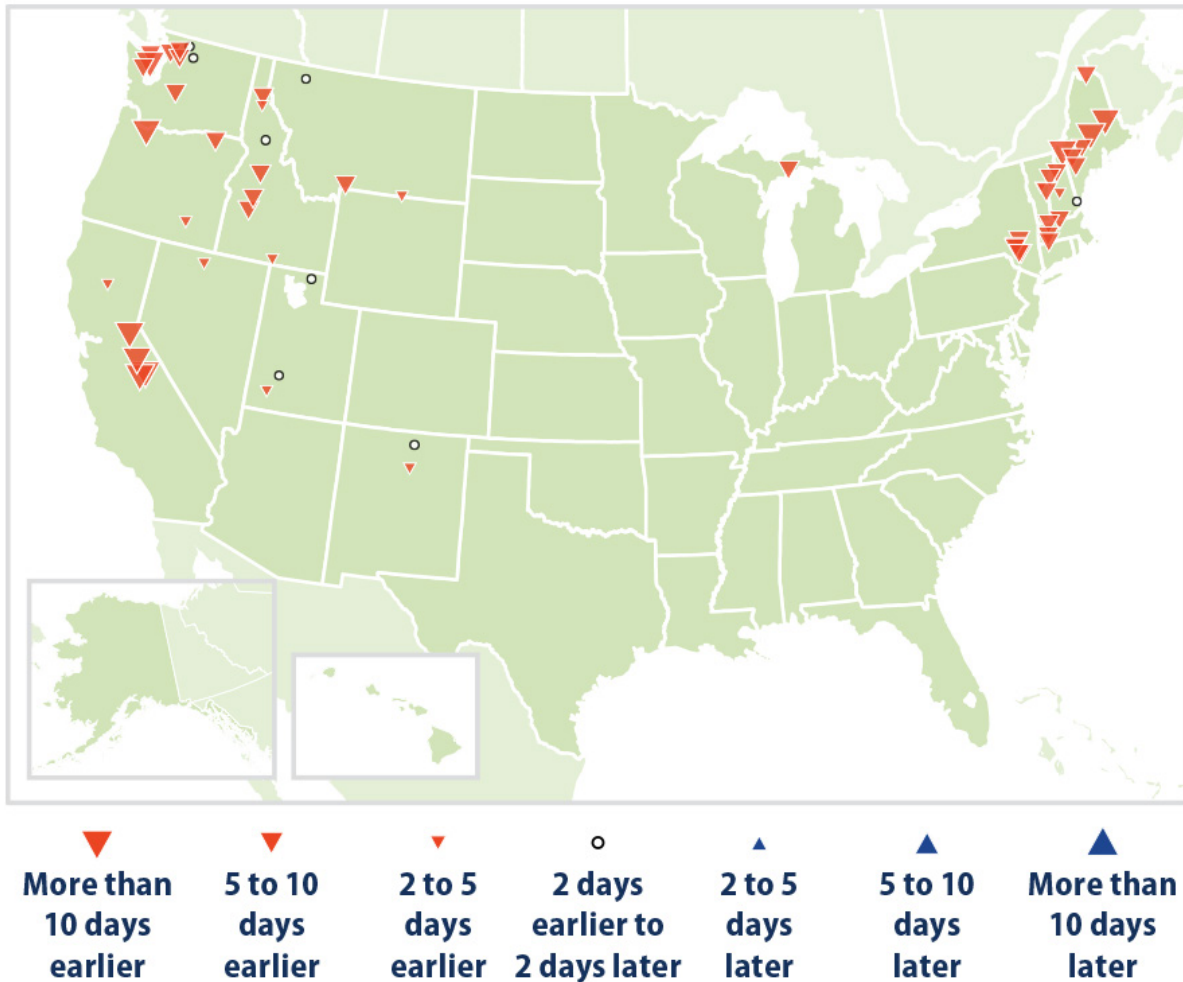 More than
10 days
earlier
5 to 10
days
earlier
2 to 5
days
earlier
2 days
earlier to
2 days later
2 to 5
days
later
5 to 10
days
later
More than
10 days
later